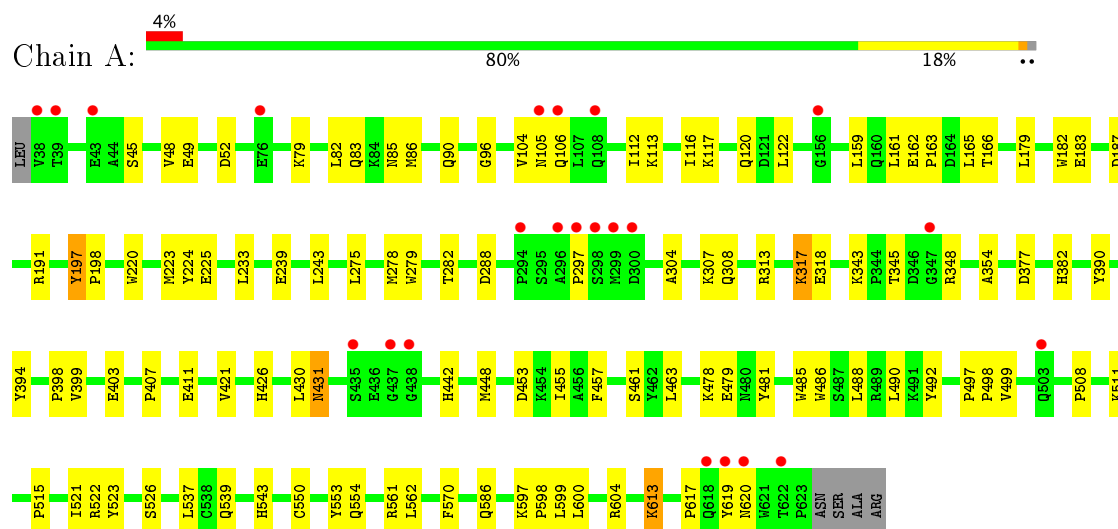 4%
Chain A:
80% 18% ••
LEU V38 T39 E43 A44 S45 V48 E49 D52 E76 K79 L82 Q83 K84 N85 M86 Q90 G96 V104 N105 Q106 L107 Q108 I112 K113 I116 K117 Q120 D121 L122 G156 L159 Q160 L161 E162 P163 D164 L165 T166 L179 W182 E183 D187
R191 Y197 P198 W220 M223 Y224 E225 L233 E239 L243 L275 M278 W279 T282 D288 P294 S295 A296 P297 S298 M299 D300 A304 K307 Q308 R313 K317 E318 K343 P344 T345 D346 G347 R348 A354 D377 H382 Y390
Y394 P398 V399 E403 P407 E411 V421 H426 L430 N431 S435 E436 G437 G438 H442 M448 D453 K454 I455 A456 F457 S461 Y462 L463 K478 E479 N480 Y481 W485 W486 S487 L488 R489 L490 K491 Y492 P497 P498 V499 Q503 P508 K511
P515 I521 R522 Y523 S526 L537 C538 Q539 H543 C550 Y553 Q554 R561 L562 F570 Q586 K597 P598 L599 L600 R604 K613 P617 Q618 Y619 N620 W621 T622 P623 ASN SER ALA ARG